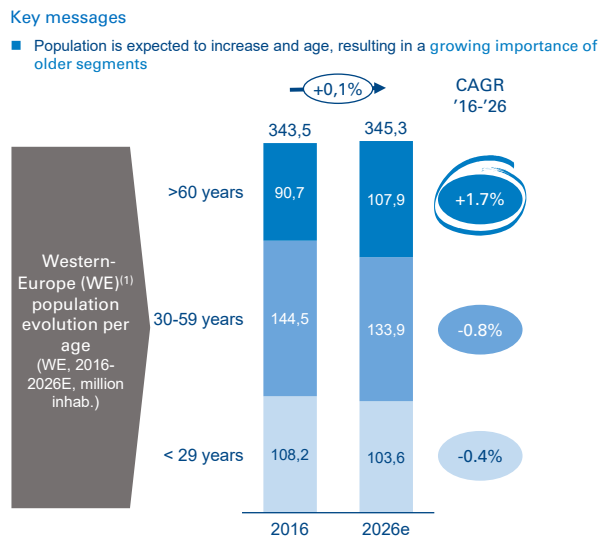 Key messages
Population is expected to increase and age, resulting in a growing importance of
older segments
+0,1%
CAGR
'16-'26
343,5
345,3
>60 years
90,7
107,9
+1.7%
Western-
Europe (WE)(1)
population
evolution per
age
(WE, 2016-
2026E, million
inhab.)
30-59 years
144,5
133,9
-0.8%
< 29 years
108,2
103,6
-0.4%
2016
2026e